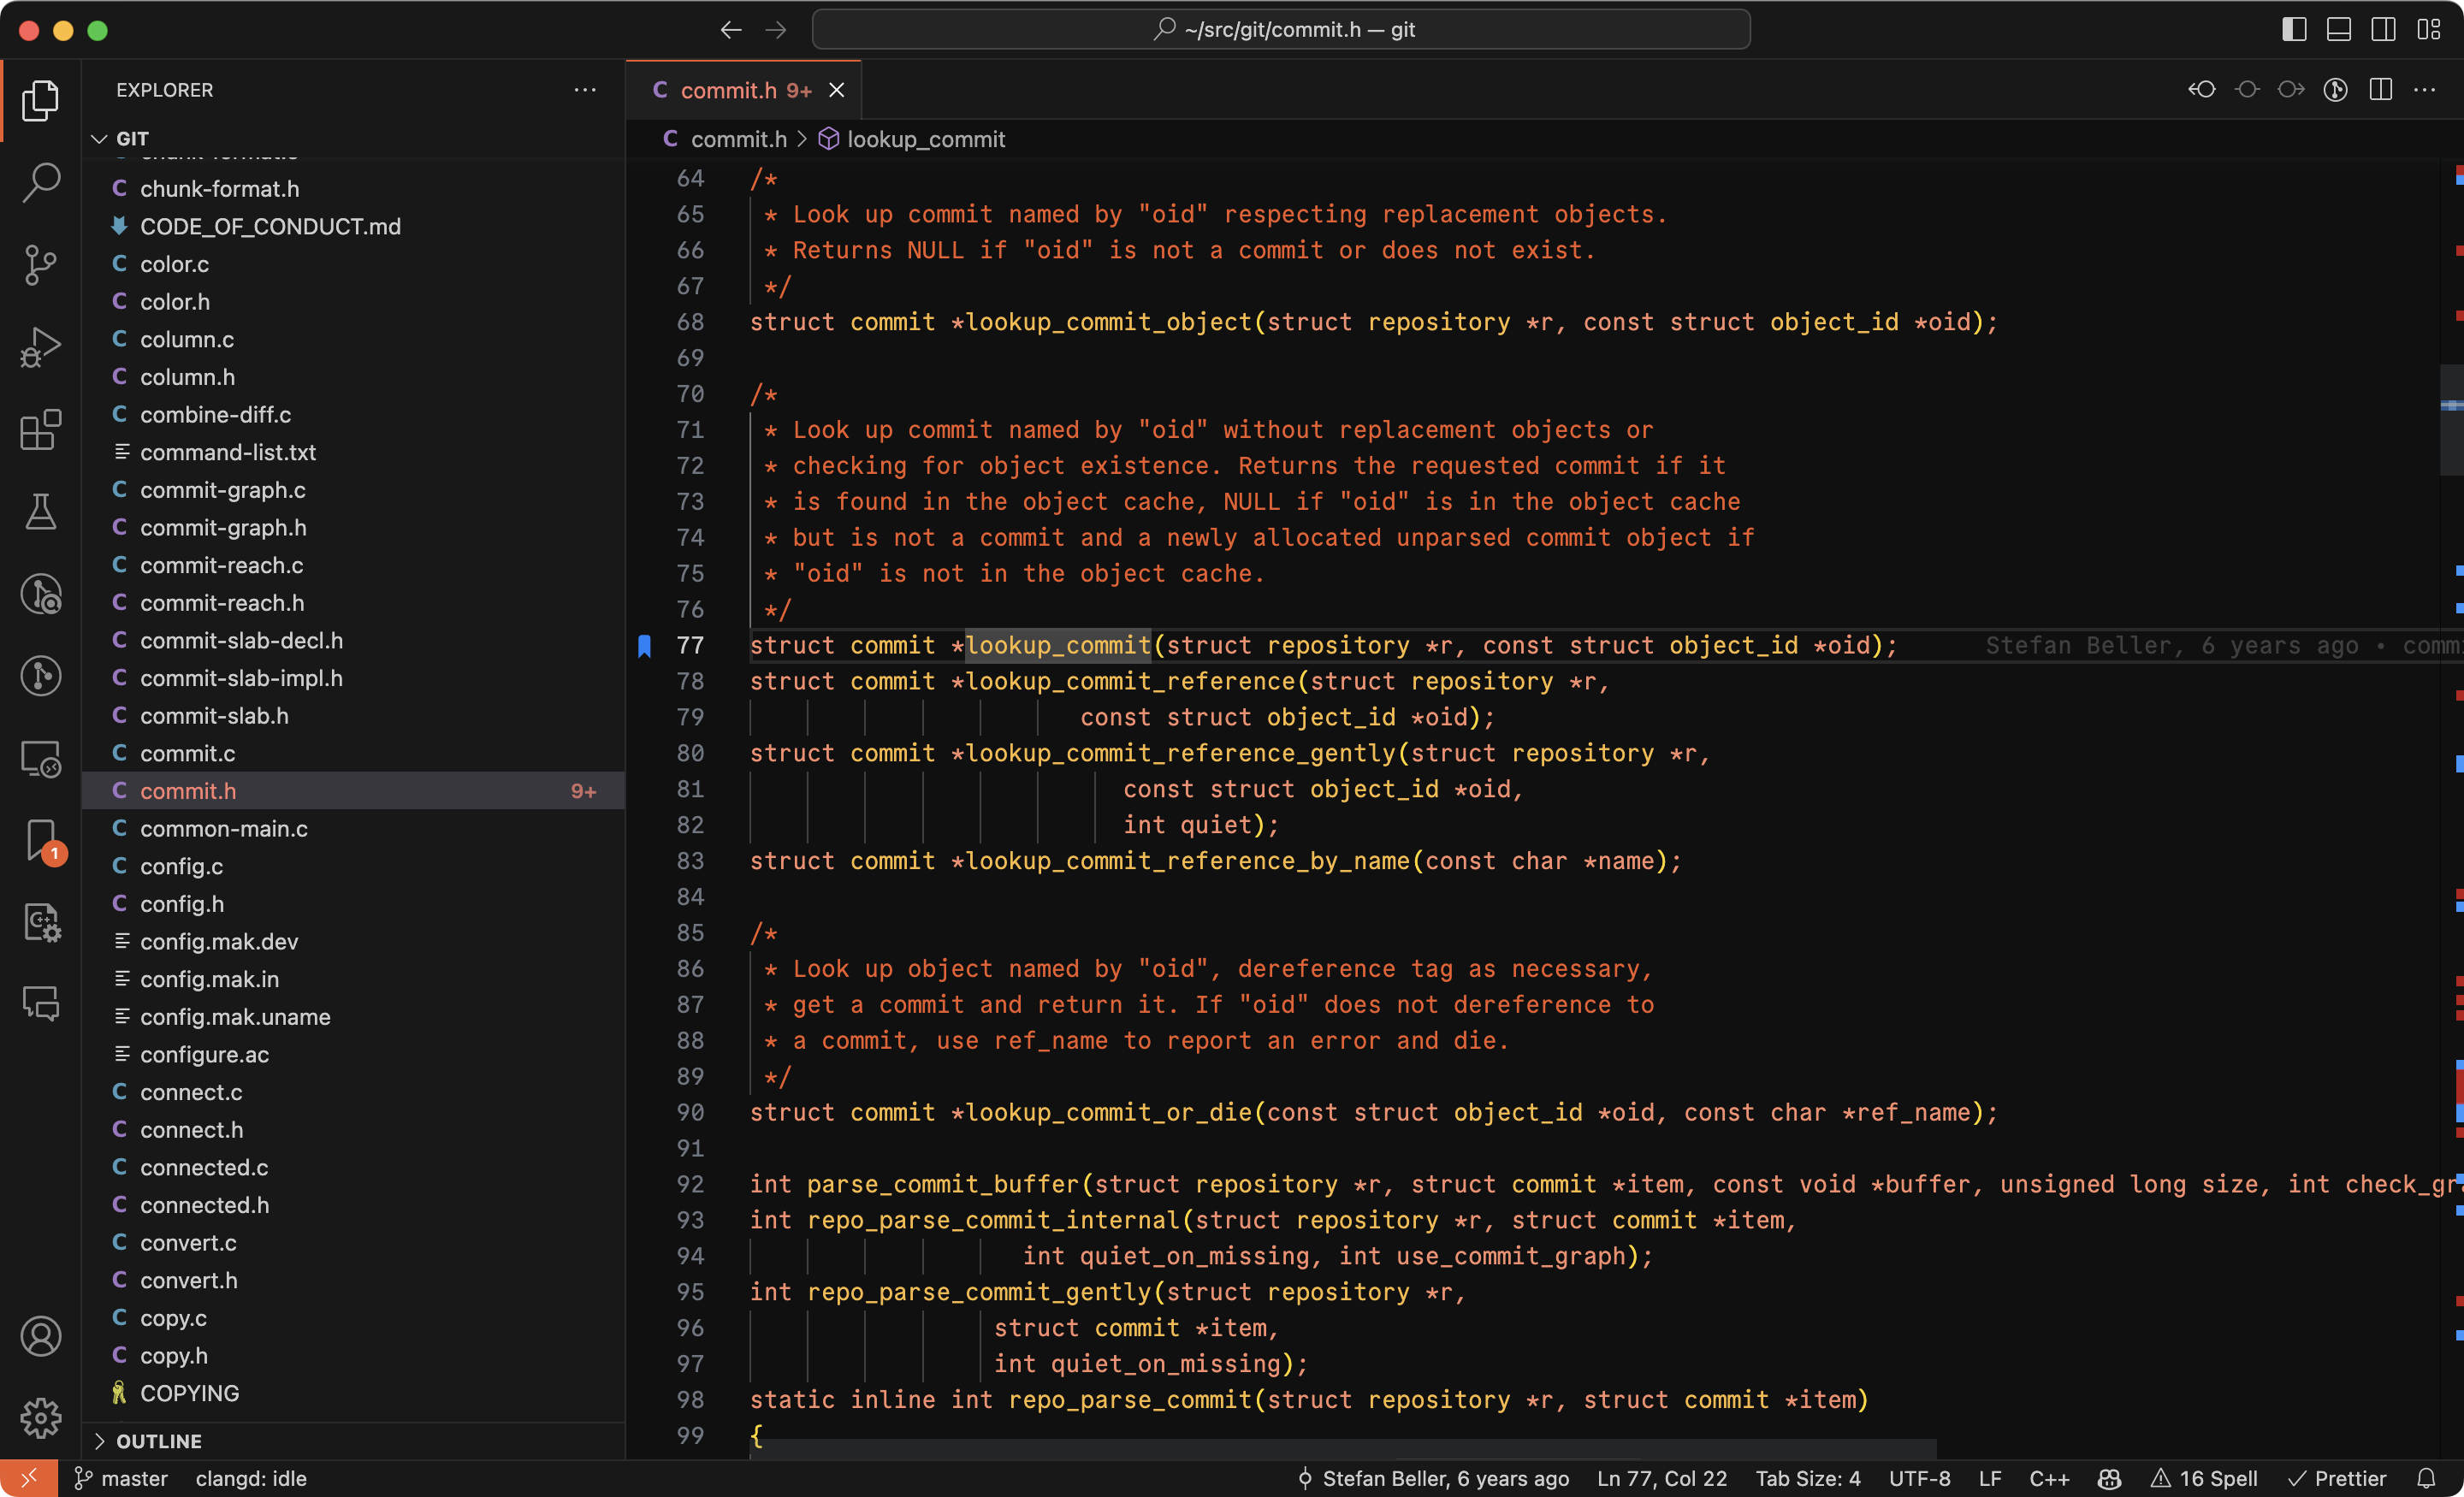 ~/src/git/commit.h — git
EXPLORER
GIT
chunk-format.h
CODE_OF_CONDUCT.md
color.c
color.h
column.c
column.h
combine-diff.c
command-list.txt
commit-graph.c
commit-graph.h
commit-reach.c
commit-reach.h
commit-slab-decl.h
commit-slab-impl.h
commit-slab.h
commit.c
commit.h 9+
common-main.c
config.c
config.h
config.mak.dev
config.mak.in
config.mak.uname
configure.ac
connect.c
connect.h
connected.c
connected.h
convert.c
convert.h
copy.c
copy.h
COPYING
OUTLINE
1
C commit.h 9+
C commit.h > lookup_commit
64 /*
65 * Look up commit named by "oid" respecting replacement objects.
66 * Returns NULL if "oid" is not a commit or does not exist.
67 */
68 struct commit *lookup_commit_object(struct repository *r, const struct object_id *oid);
69
70 /*
71 * Look up commit named by "oid" without replacement objects or
72 * checking for object existence. Returns the requested commit if it
73 * is found in the object cache, NULL if "oid" is in the object cache
74 * but is not a commit and a newly allocated unparsed commit object if
75 * "oid" is not in the object cache.
76 */
77 struct commit *lookup_commit(struct repository *r, const struct object_id *oid); Stefan Beller, 6 years ago •
78 struct commit *lookup_commit_reference(struct repository *r,
79 const struct object_id *oid);
80 struct commit *lookup_commit_reference_gently(struct repository *r,
81 const struct object_id *oid,
82 int quiet);
83 struct commit *lookup_commit_reference_by_name(const char *name);
84
85 /*
86 * Look up object named by "oid", dereference tag as necessary,
87 * get a commit and return it. If "oid" does not dereference to
88 * a commit, use ref_name to report an error and die.
89 */
90 struct commit *lookup_commit_or_die(const struct object_id *oid, const char *ref_name);
91
92 int parse_commit_buffer(struct repository *r, struct commit *item, const void *buffer, unsigned long size, int
93 int repo_parse_commit_internal(struct repository *r, struct commit *item,
94 int quiet_on_missing, int use_commit_graph);
95 int repo_parse_commit_gently(struct repository *r,
96 struct commit *item,
97 int quiet_on_missing);
98 static inline int repo_parse_commit(struct repository *r, struct commit *item)
99 {
master clangd: idle Stefan Beller, 6 years ago Ln 77, Col 22 Tab Size: 4 UTF-8 LF C++ 16 Spell Prettier